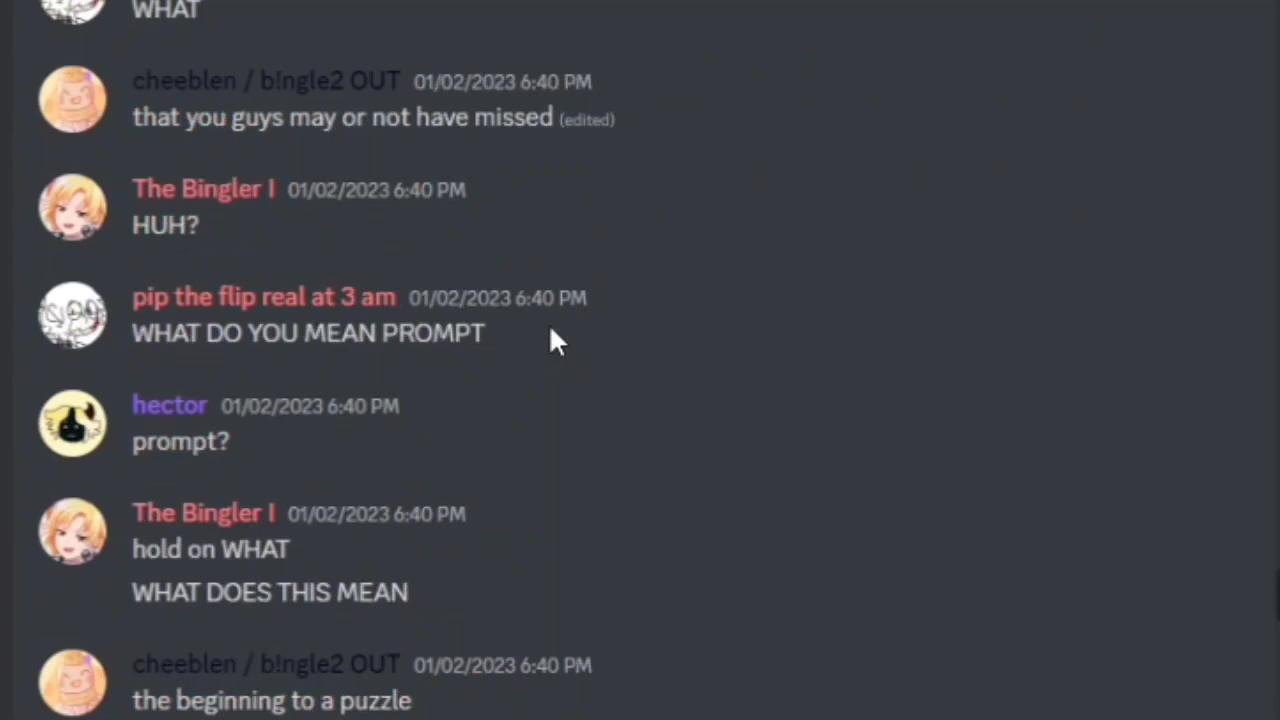 WHAT
cheeblen / b!ngle2 OUT 01/02/2023 6:40 PM
that you guys may or not have missed (edited)
The Bingler I 01/02/2023 6:40 PM
HUH?
pip the flip real at 3 am 01/02/2023 6:40 PM
WHAT DO YOU MEAN PROMPT
hector 01/02/2023 6:40 PM
prompt?
The Bingler I 01/02/2023 6:40 PM
hold on WHAT
WHAT DOES THIS MEAN
cheeblen / b!ngle2 OUT 01/02/2023 6:40 PM
the beginning to a puzzle